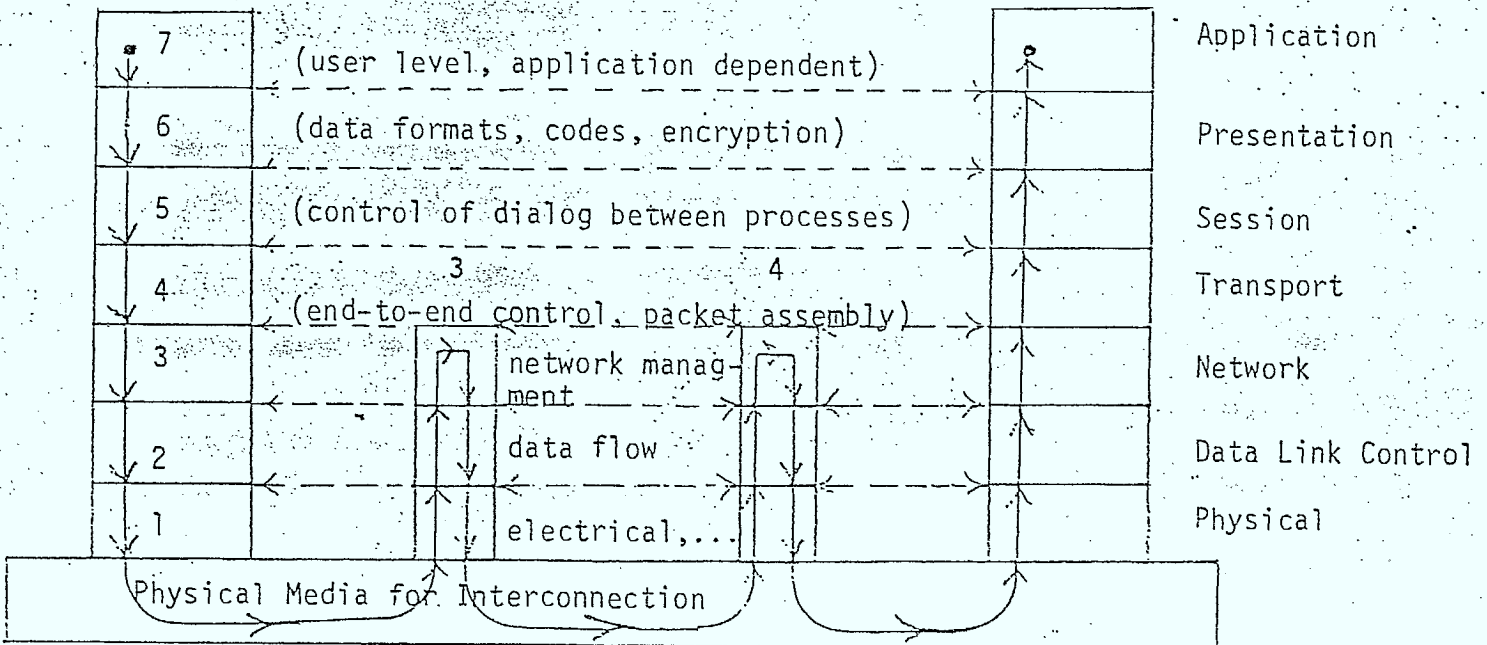 7 (user level, application dependent) Application
6 (data formats, codes, encryption) Presentation
5 (control of dialog between processes) Session
3 4
4 (end-to-end control, packet assembly) Transport
3 network manag- Network
ment
2 data flow Data Link Control
1 electrical,... Physical
Physical Media for Interconnection